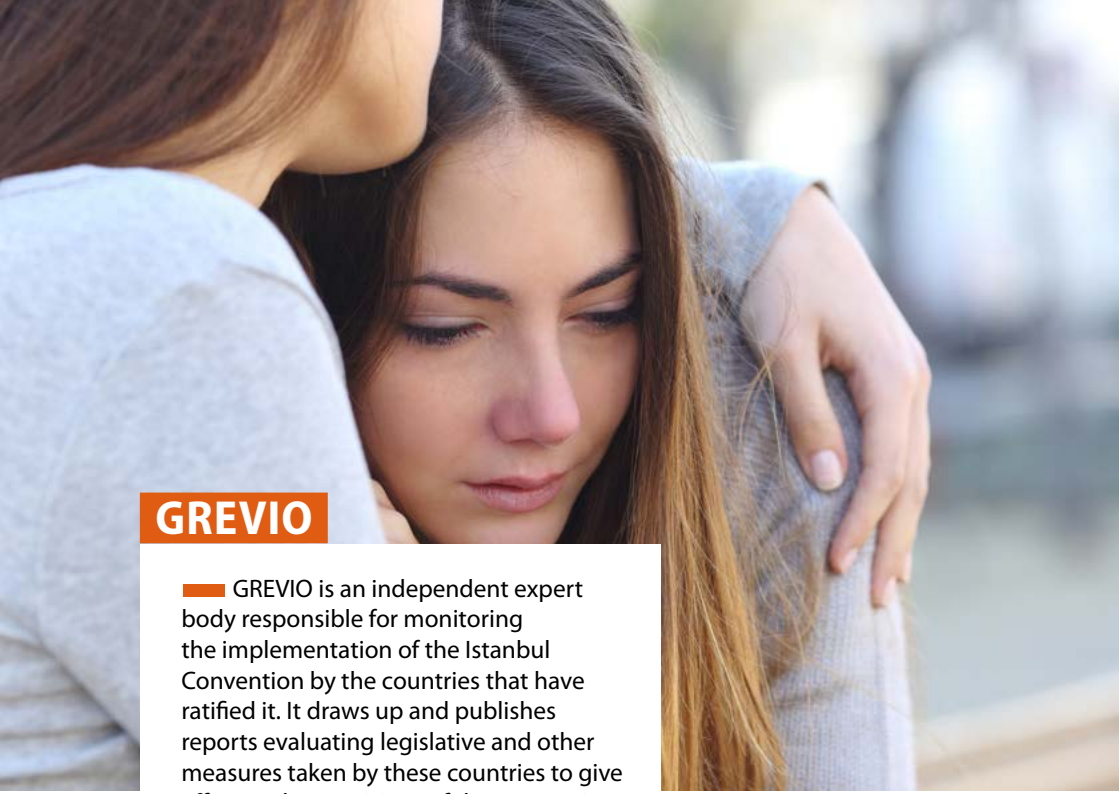 GREVIO
GREVIO is an independent expert
body responsible for monitoring
the implementation of the Istanbul
Convention by the countries that have
ratified it. It draws up and publishes
reports evaluating legislative and other
measures taken by these countries to give